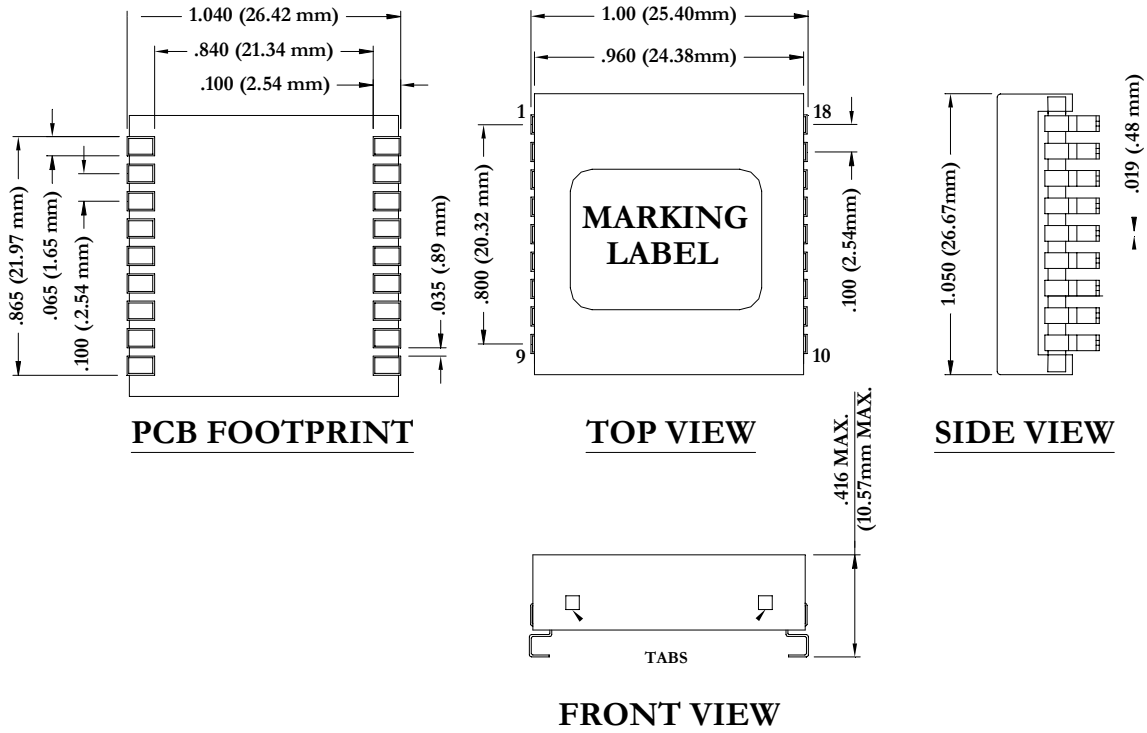 1.040 (26.42 mm)
.840 (21.34 mm)
.100 (2.54 mm)
.865 (21.97 mm)
.065 (1.65 mm)
.100 (.2.54 mm)
.035 (.89 mm)
PCB FOOTPRINT
1.00 (25.40mm)
.960 (24.38mm)
1
18
.800 (20.32 mm)
MARKING
LABEL
.100 (2.54mm)
9
10
TOP VIEW
1.050 (26.67mm)
.019 (.48 mm)
SIDE VIEW
.416 MAX.
(10.57mm MAX.
TABS
FRONT VIEW